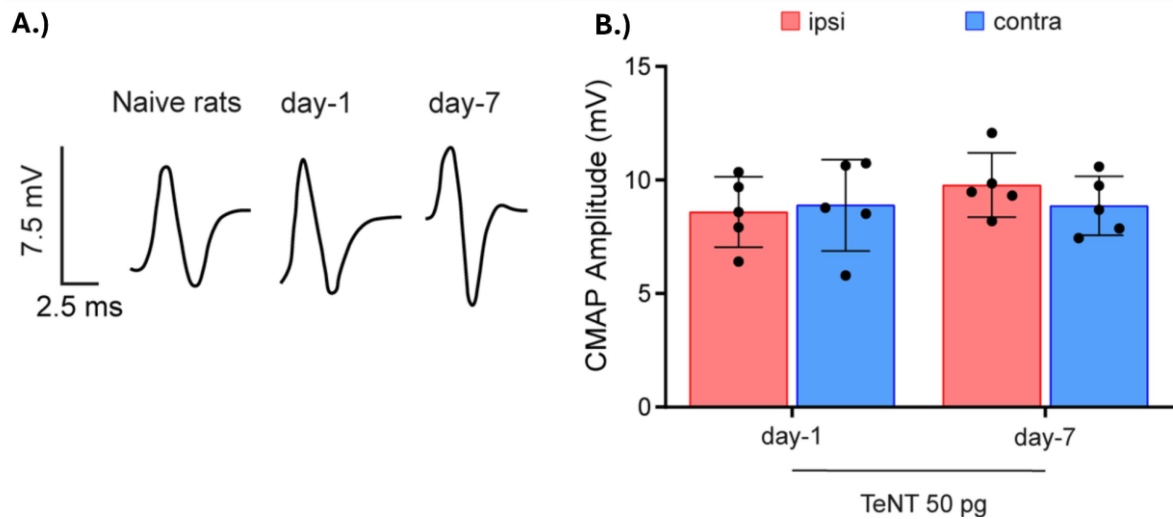 A.)
Naive rats day-1 day-7
7.5 mV
2.5 ms
B.)
ipsi contra
CMAP Amplitude (mV)
15
10
5
0
day-1 day-7
TeNT 50 pg